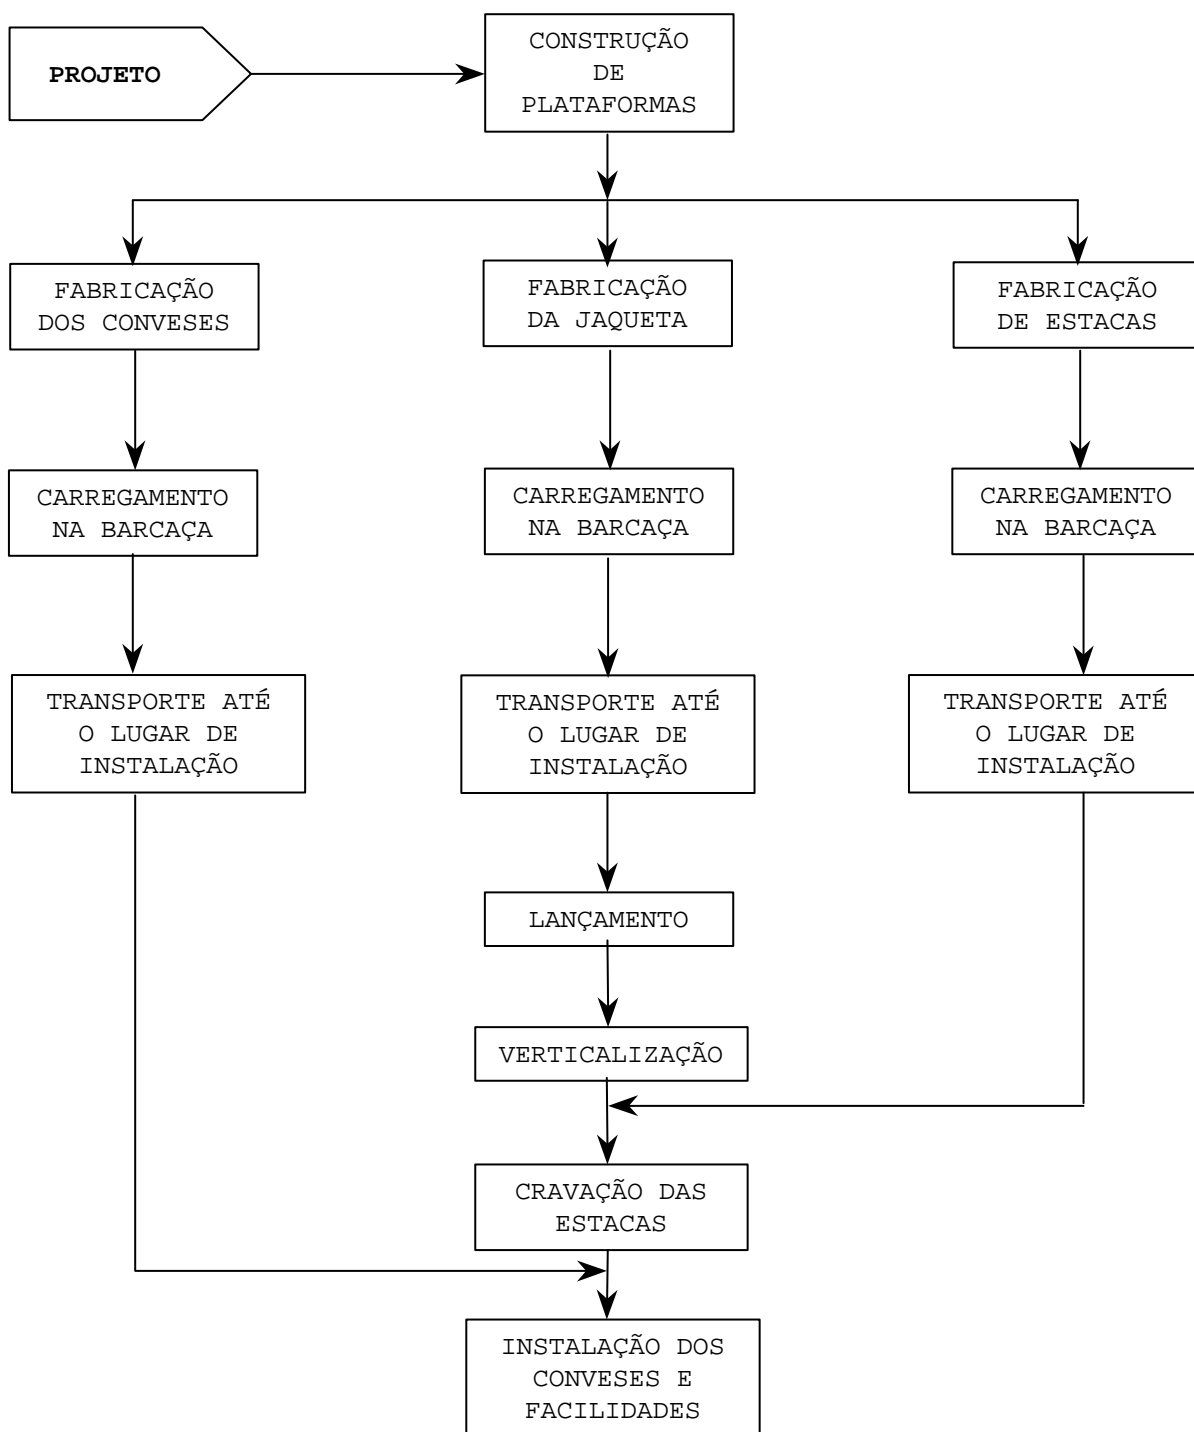 PROJETO
CONSTRUÇÃO
DE
PLATAFORMAS
FABRICAÇÃO
DOS CONVESES
FABRICAÇÃO
DA JAQUETA
FABRICAÇÃO
DE ESTACAS
CARREGAMENTO
NA BARCAÇA
CARREGAMENTO
NA BARCAÇA
CARREGAMENTO
NA BARCAÇA
TRANSPORTE ATÉ
O LUGAR DE
INSTALAÇÃO
TRANSPORTE ATÉ
O LUGAR DE
INSTALAÇÃO
TRANSPORTE ATÉ
O LUGAR DE
INSTALAÇÃO
LANÇAMENTO
VERTICALIZAÇÃO
CRAVAÇÃO DAS
ESTACAS
INSTALAÇÃO DOS
CONVESES E
FACILIDADES